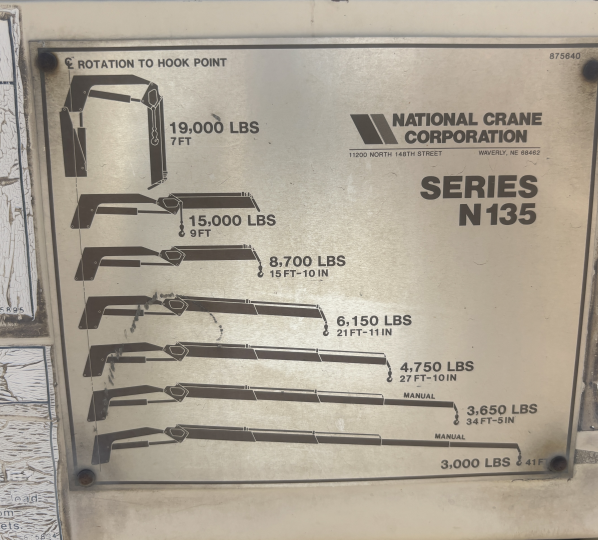 ℄ ROTATION TO HOOK POINT
875640
19,000 LBS
7FT
NATIONAL CRANE
CORPORATION
11200 NORTH 148TH STREET WAVERLY, NE 68462
SERIES
N135
15,000 LBS
9FT
8,700 LBS
15FT-10IN
6,150 LBS
21FT-11IN
4,750 LBS
27FT-10IN
MANUAL
3,650 LBS
34FT-5IN
MANUAL
3,000 LBS 41F